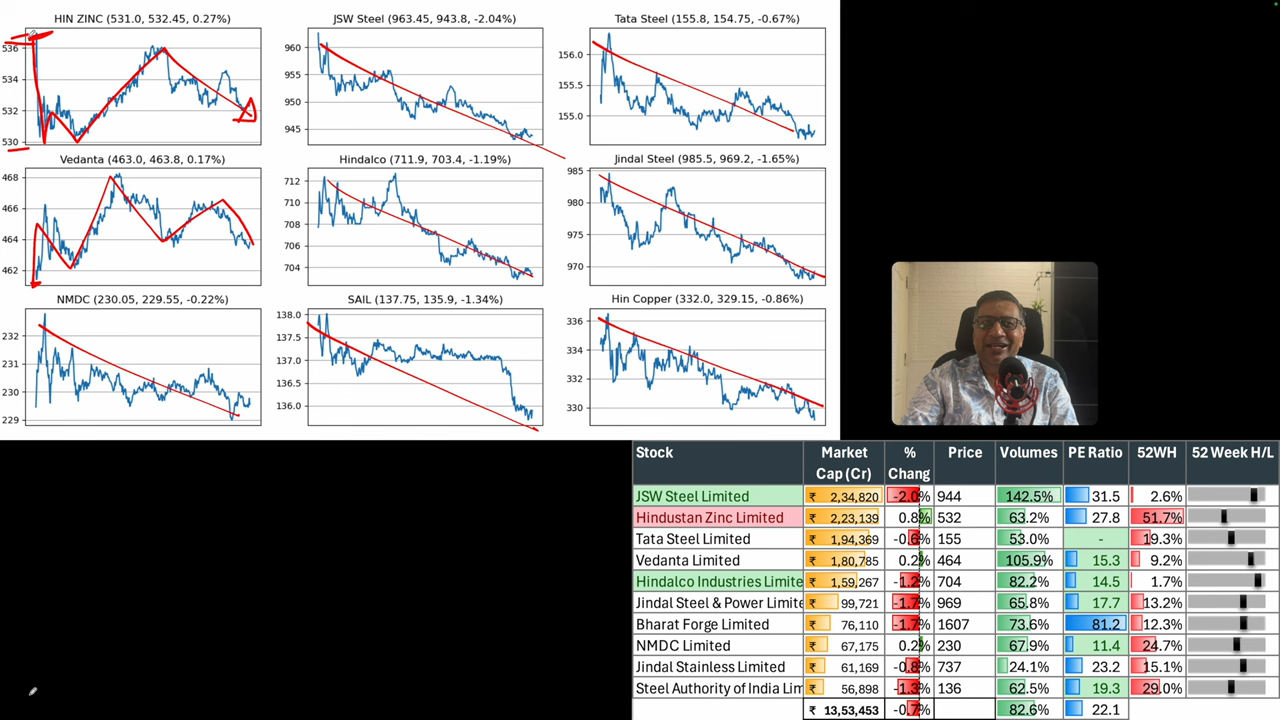 HIN ZINC (531.0, 532.45, 0.27%)
536
534
532
530
JSW Steel (963.45, 943.8, -2.04%)
960
955
950
945
Tata Steel (155.8, 154.75, -0.67%)
156.0
155.5
155.0
Vedanta (463.0, 463.8, 0.17%)
468
466
464
462
Hindalco (711.9, 703.4, -1.19%)
712
710
708
706
704
Jindal Steel (985.5, 969.2, -1.65%)
985
980
975
970
NMDC (230.05, 229.55, -0.22%)
232
231
230
229
SAIL (137.75, 135.9, -1.34%)
138.0
137.5
137.0
136.5
136.0
Hin Copper (332.0, 329.15, -0.86%)
336
334
332
330
Stock Market Cap (Cr) % Chang Price Volumes PE Ratio 52WH 52 Week H/L
JSW Steel Limited ₹ 2,34,820 -2.0% 944 142.5% 31.5 2.6%
Hindustan Zinc Limited ₹ 2,23,139 0.8% 532 63.2% 27.8 51.7%
Tata Steel Limited ₹ 1,94,369 -0.6% 155 53.0% - 19.3%
Vedanta Limited ₹ 1,80,785 0.2% 464 105.9% 15.3 9.2%
Hindalco Industries Limite ₹ 1,59,267 -1.2% 704 82.2% 14.5 1.7%
Jindal Steel & Power Limite ₹ 99,721 -1.7% 969 65.8% 17.7 13.2%
Bharat Forge Limited ₹ 76,110 -1.7% 1607 73.6% 81.2 12.3%
NMDC Limited ₹ 67,175 0.2% 230 67.9% 11.4 24.7%
Jindal Stainless Limited ₹ 61,169 -0.8% 737 24.1% 23.2 15.1%
Steel Authority of India Lim ₹ 56,898 -1.3% 136 62.5% 19.3 29.0%
₹ 13,53,453 -0.7% 82.6% 22.1